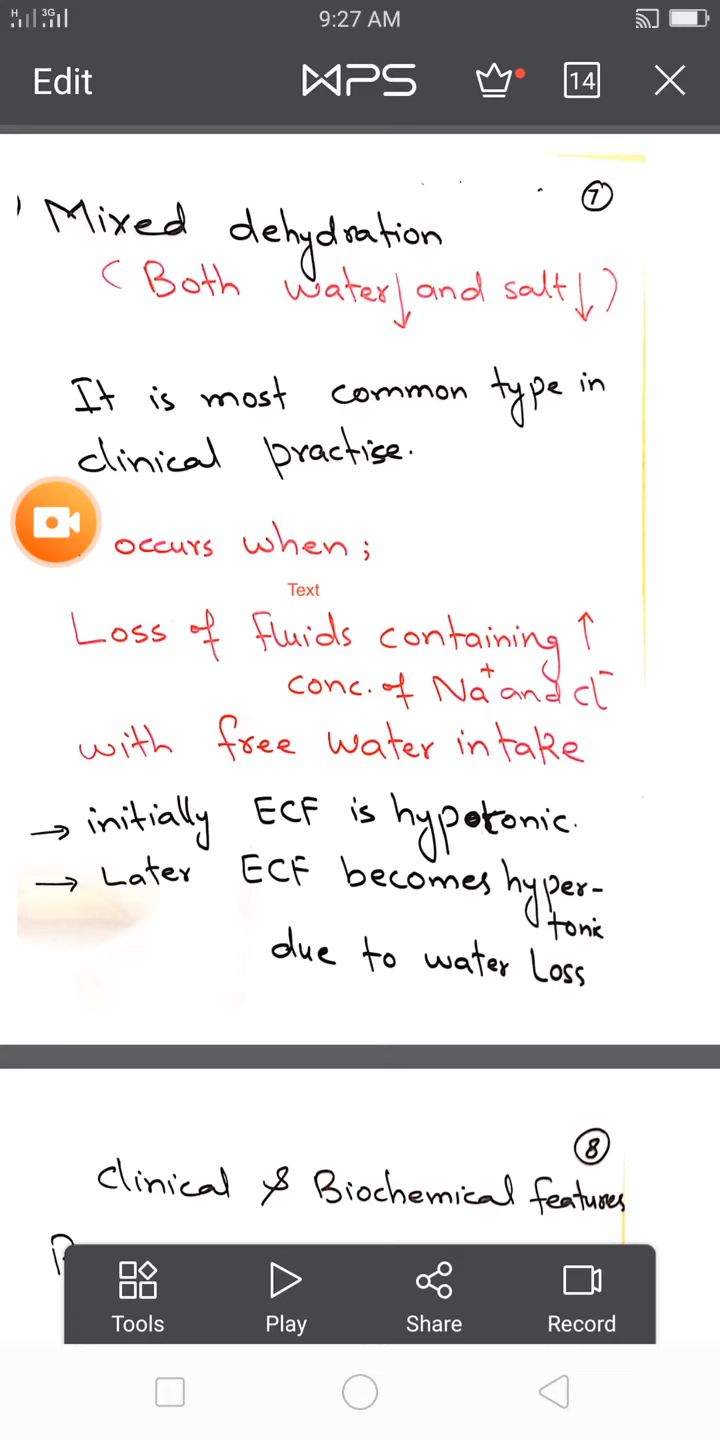 H 3G 9:27 AM
Edit WPS 14
7
Mixed dehydration
(Both water↓ and salt↓)
It is most common type in
clinical practise.
occurs when;
Text
Loss of fluids containing ↑
conc. of Na⁺ and cl⁻
with free water intake
→ initially ECF is hypotonic.
→ Later ECF becomes hyper-
tonic
due to water Loss
8
Clinical & Biochemical features
Tools Play Share Record